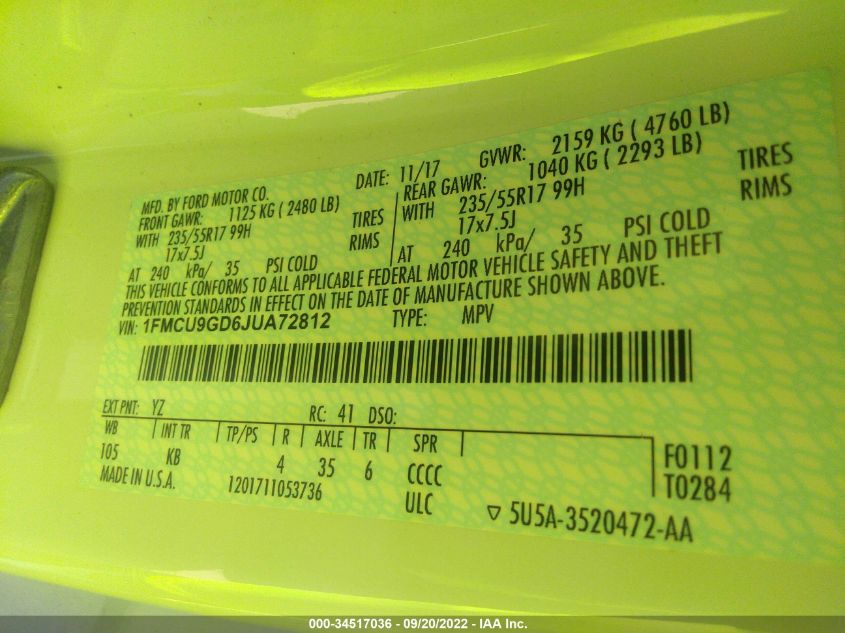 MFD. BY FORD MOTOR CO. DATE: 11/17 GVWR: 2159 KG ( 4760 LB)
FRONT GAWR: 1125 KG ( 2480 LB) REAR GAWR: 1040 KG ( 2293 LB)
WITH 235/55R17 99H TIRES WITH 235/55R17 99H TIRES
17x7.5J RIMS 17x7.5J RIMS
AT 240 kPa/ 35 PSI COLD AT 240 kPa/ 35 PSI COLD
THIS VEHICLE CONFORMS TO ALL APPLICABLE FEDERAL MOTOR VEHICLE SAFETY AND THEFT
PREVENTION STANDARDS IN EFFECT ON THE DATE OF MANUFACTURE SHOWN ABOVE.
VIN: 1FMCU9GD6JUA72812 TYPE: MPV
EXT PNT: YZ RC: 41 DSO:
WB INT TR TP/PS R AXLE TR SPR
105 KB 4 35 6 CCCC F0112
MADE IN U.S.A. 1201711053736 ULC T0284
▽ 5U5A-3520472-AA
000-34517036 - 09/20/2022 - IAA Inc.